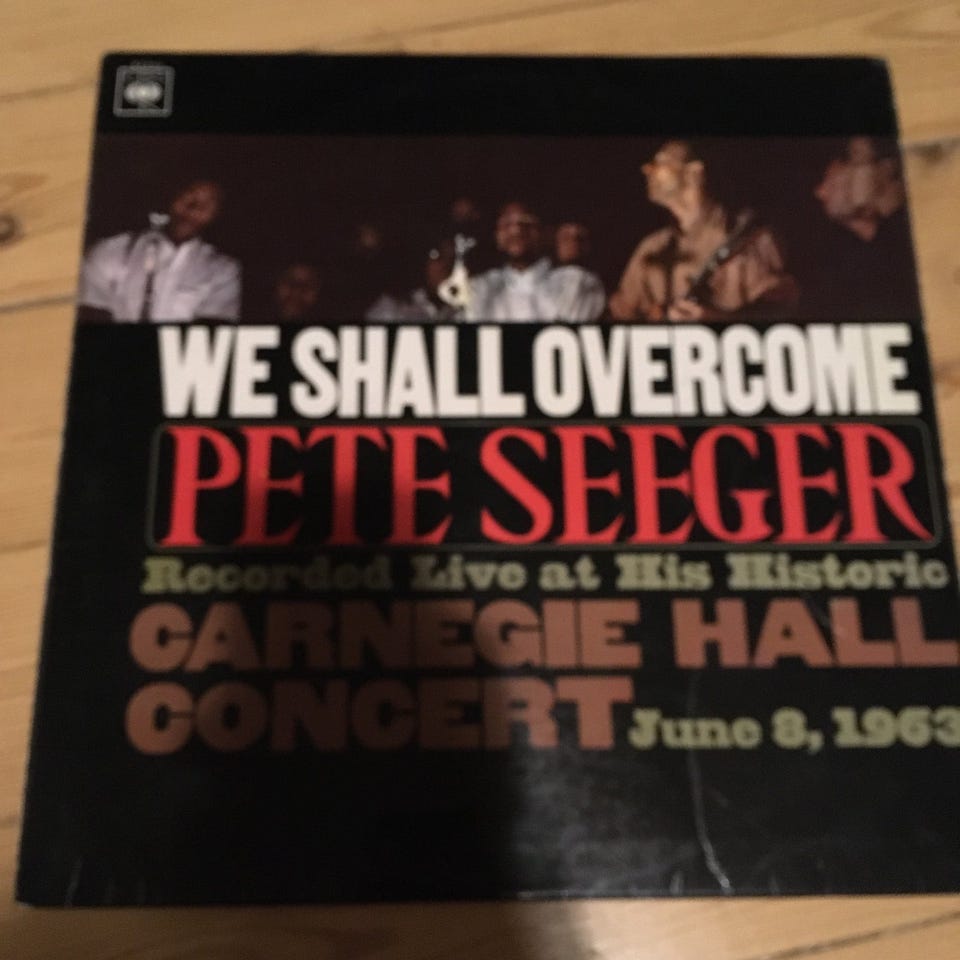 WE SHALL OVERCOME
PETE SEEGER
Recorded Live at His Historic
CARNEGIE HALL
CONCERT June 8, 1963